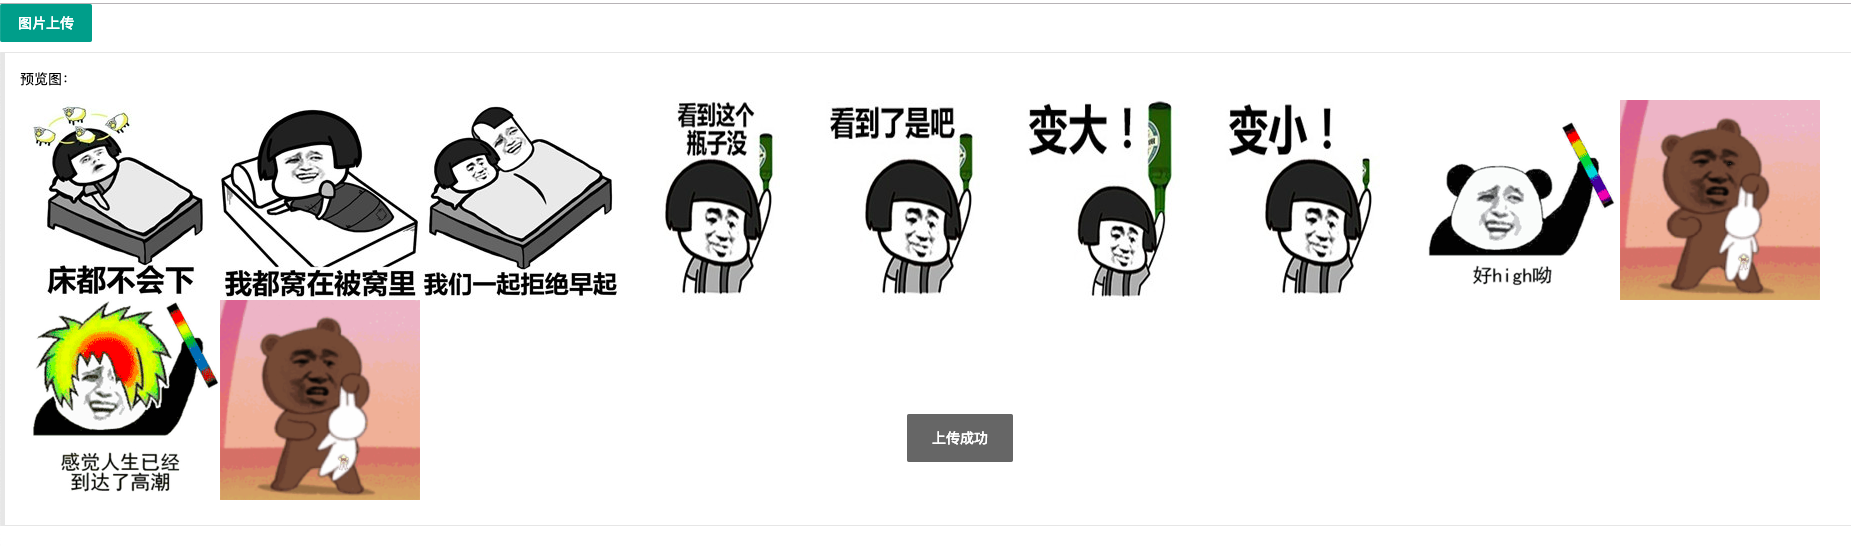 图片上传
预览图：
床都不会下
我都窝在被窝里
我们一起拒绝早起
看到这个
瓶子没
看到了是吧
变大！
变小！
好high呦
感觉人生已经
到达了高潮
上传成功